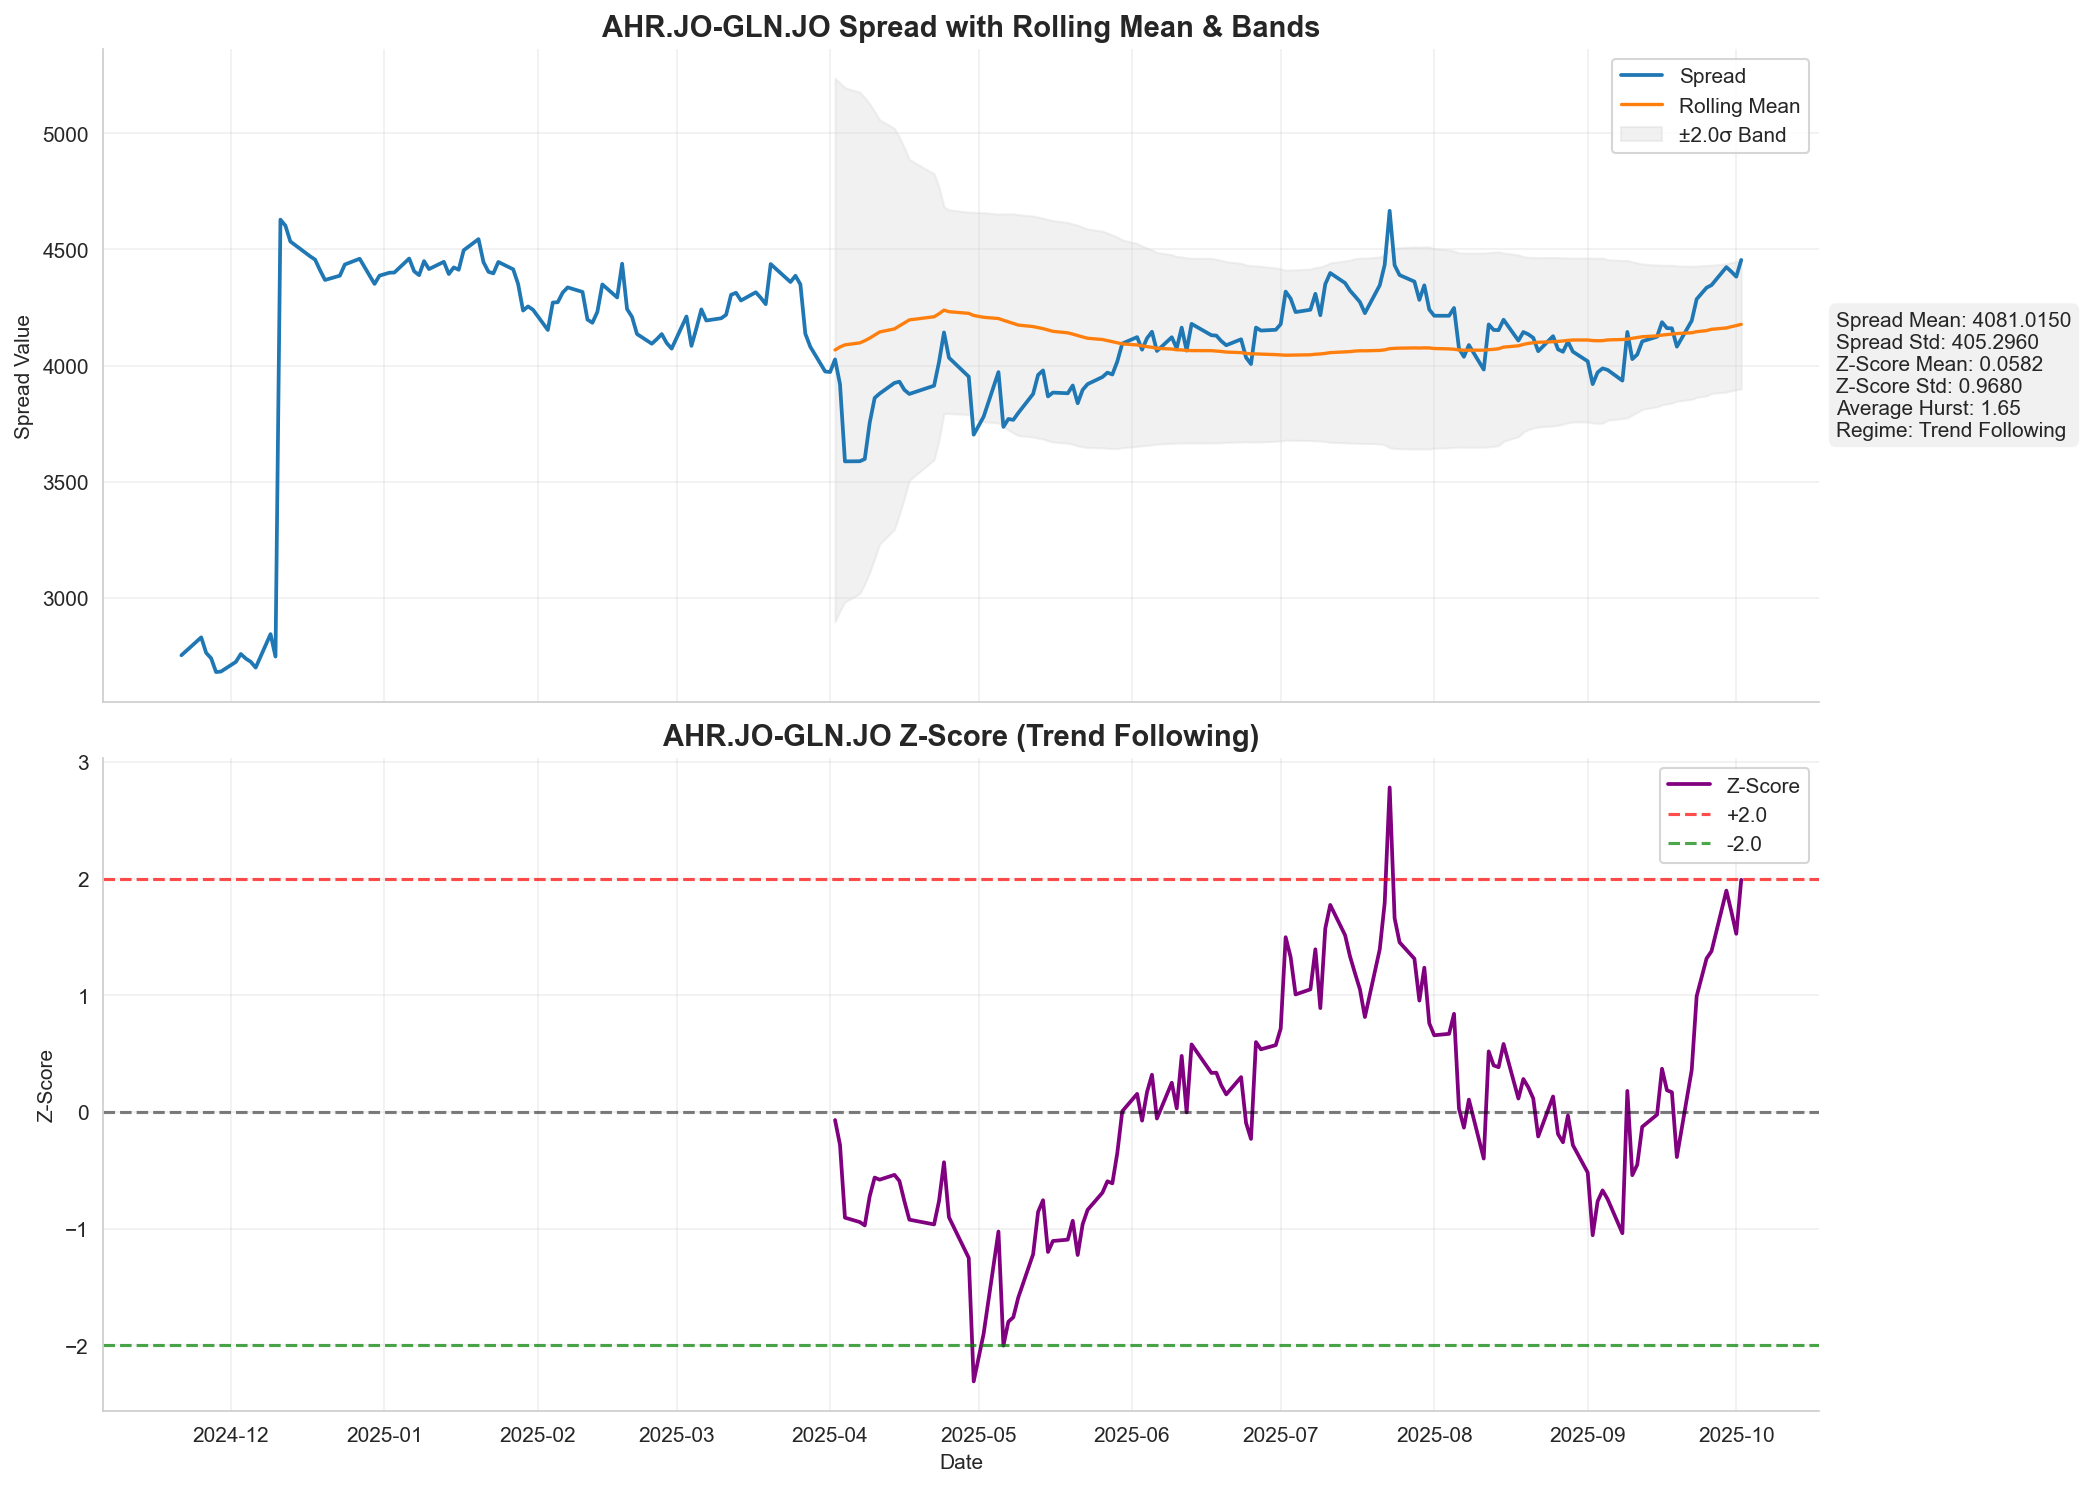 AHR.JO-GLN.JO Spread with Rolling Mean & Bands
Spread Value
5000
4500
4000
3500
3000
Spread
Rolling Mean
±2.0σ Band
Spread Mean: 4081.0150
Spread Std: 405.2960
Z-Score Mean: 0.0582
Z-Score Std: 0.9680
Average Hurst: 1.65
Regime: Trend Following
AHR.JO-GLN.JO Z-Score (Trend Following)
Z-Score
3
2
1
0
−1
−2
Z-Score
+2.0
-2.0
2024-12
2025-01
2025-02
2025-03
2025-04
2025-05
2025-06
2025-07
2025-08
2025-09
2025-10
Date